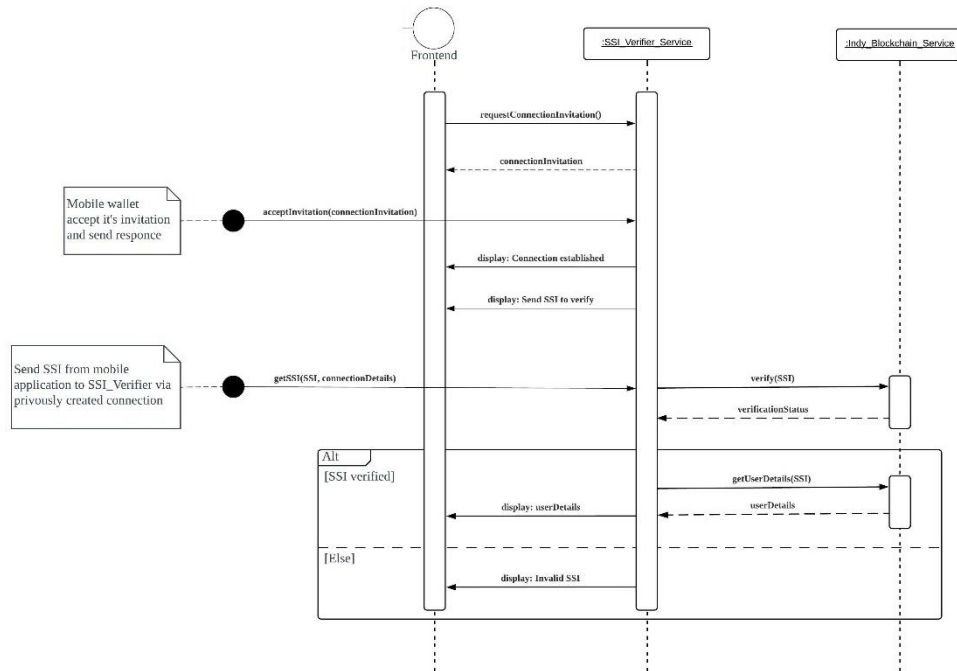 Frontend
:SSI_Verifier_Service
:Indy_Blockchain_Service
requestConnectionInvitation()
connectionInvitation
Mobile wallet
accept it's invitation
and send responce
acceptInvitation(connectionInvitation)
display: Connection established
display: Send SSI to verify
Send SSI from mobile
application to SSI_Verifier via
privously created connection
getSSI(SSI, connectionDetails)
verify(SSI)
verificationStatus
Alt
[SSI verified]
getUserDetails(SSI)
userDetails
display: userDetails
[Else]
display: Invalid SSI